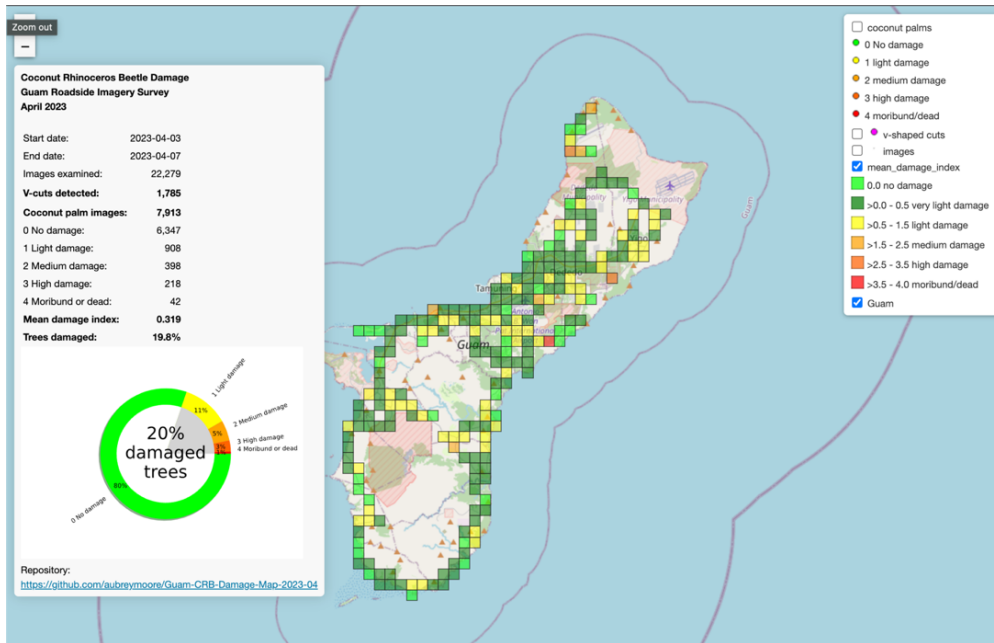 Zoom out
−
Coconut Rhinoceros Beetle Damage
Guam Roadside Imagery Survey
April 2023
Start date: 2023-04-03
End date: 2023-04-07
Images examined: 22,279
V-cuts detected: 1,785
Coconut palm images: 7,913
0 No damage: 6,347
1 Light damage: 908
2 Medium damage: 398
3 High damage: 218
4 Moribund or dead: 42
Mean damage index: 0.319
Trees damaged: 19.8%
1 Light damage
11%
2 Medium damage
5%
3 High damage
3%
4 Moribund or dead
20%
damaged
trees
80%
0 No damage
Repository:
https://github.com/aubreymoore/Guam-CRB-Damage-Map-2023-04
Yigo Municipality
Guam
Tamuning
Guam
coconut palms
0 No damage
1 light damage
2 medium damage
3 high damage
4 moribund/dead
v-shaped cuts
images
mean_damage_index
0.0 no damage
>0.0 - 0.5 very light damage
>0.5 - 1.5 light damage
>1.5 - 2.5 medium damage
>2.5 - 3.5 high damage
>3.5 - 4.0 moribund/dead
Guam